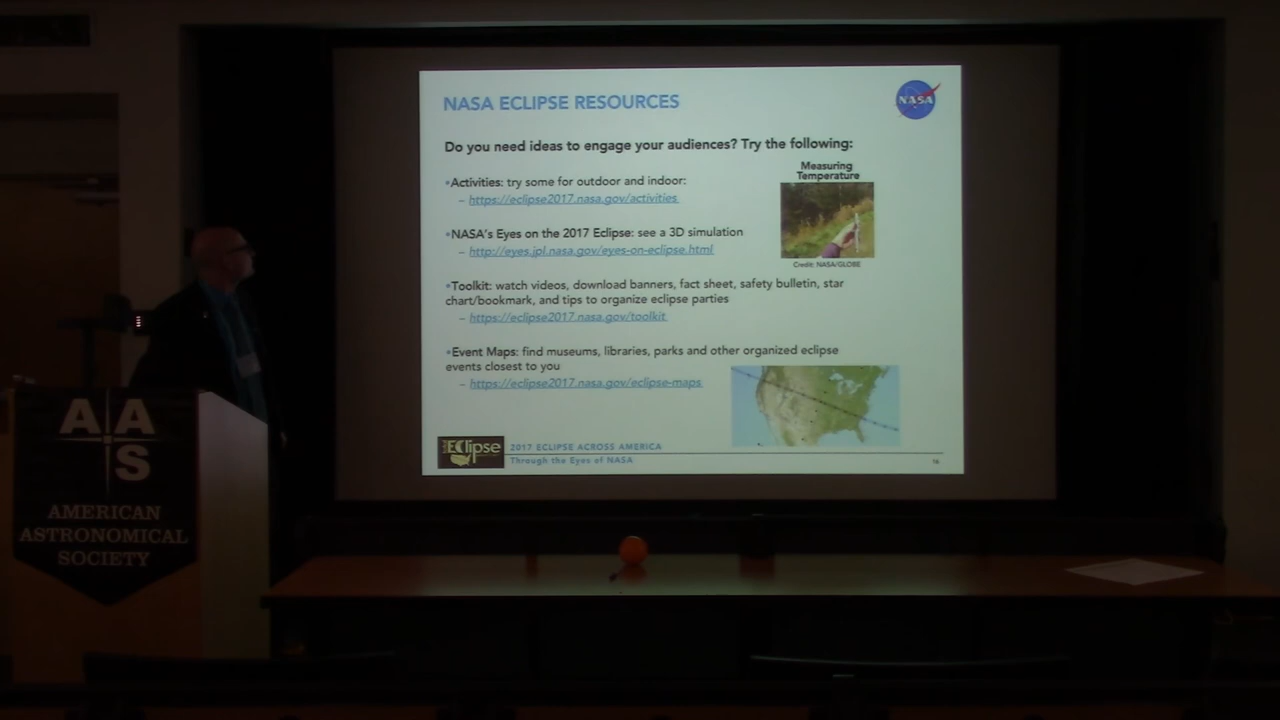 NASA ECLIPSE RESOURCES
NASA
Do you need ideas to engage your audiences? Try the following:
Measuring
Temperature
•Activities: try some for outdoor and indoor:
– https://eclipse2017.nasa.gov/activities
•NASA's Eyes on the 2017 Eclipse: see a 3D simulation
– http://eyes.jpl.nasa.gov/eyes-on-eclipse.html
Credit: NASA/GLOBE
•Toolkit: watch videos, download banners, fact sheet, safety bulletin, star
chart/bookmark, and tips to organize eclipse parties
– https://eclipse2017.nasa.gov/toolkit
•Event Maps: find museums, libraries, parks and other organized eclipse
events closest to you
– https://eclipse2017.nasa.gov/eclipse-maps
EClipse
2017 ECLIPSE ACROSS AMERICA
Through the Eyes of NASA
16
AAS
AMERICAN
ASTRONOMICAL
SOCIETY